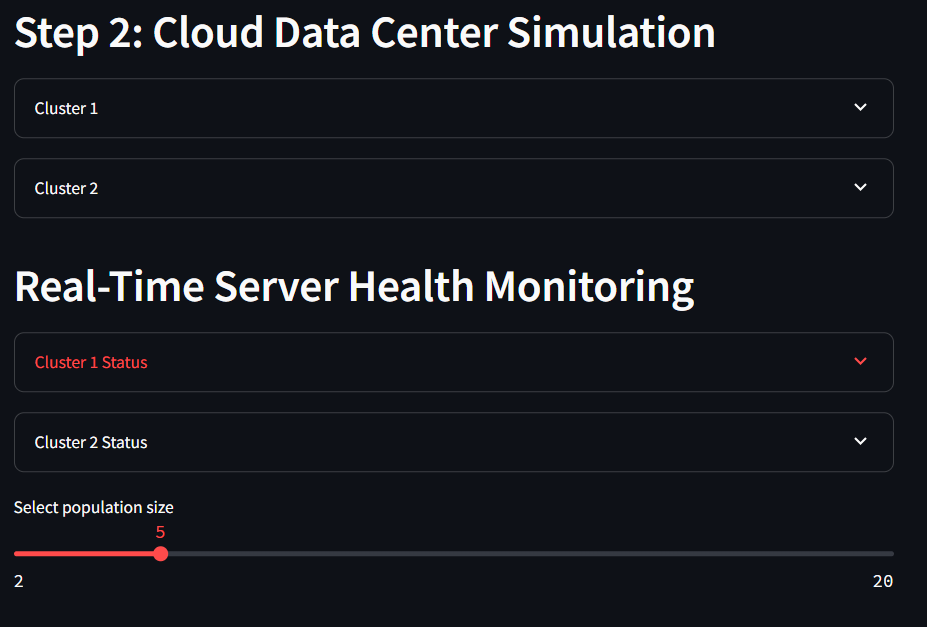 Step 2: Cloud Data Center Simulation
Cluster 1
Cluster 2
Real-Time Server Health Monitoring
Cluster 1 Status
Cluster 2 Status
Select population size
5
2 20